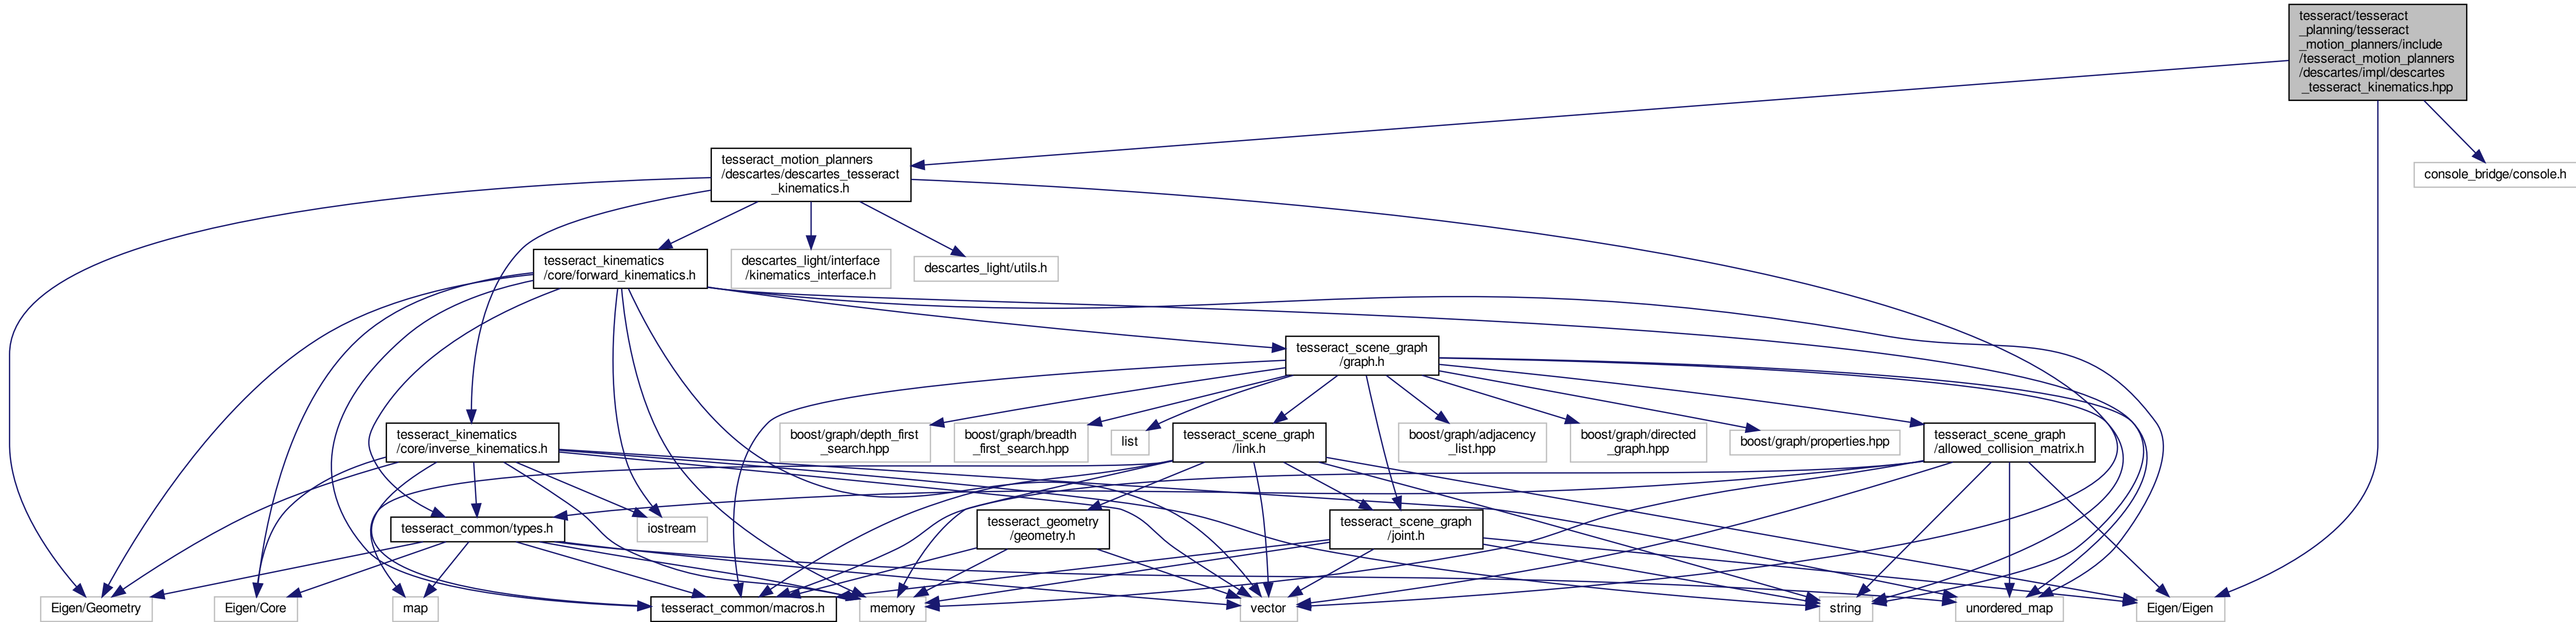 tesseract/tesseract
_planning/tesseract
_motion_planners/include
/tesseract_motion_planners
/descartes/impl/descartes
_tesseract_kinematics.hpp
tesseract_motion_planners
/descartes/descartes_tesseract
_kinematics.h
console_bridge/console.h
tesseract_kinematics
/core/forward_kinematics.h
descartes_light/interface
/kinematics_interface.h
descartes_light/utils.h
tesseract_scene_graph
/graph.h
tesseract_kinematics
/core/inverse_kinematics.h
boost/graph/depth_first
_search.hpp
boost/graph/breadth
_first_search.hpp
list
tesseract_scene_graph
/link.h
boost/graph/adjacency
_list.hpp
boost/graph/directed
_graph.hpp
boost/graph/properties.hpp
tesseract_scene_graph
/allowed_collision_matrix.h
tesseract_common/types.h
iostream
tesseract_geometry
/geometry.h
tesseract_scene_graph
/joint.h
Eigen/Geometry
Eigen/Core
map
tesseract_common/macros.h
memory
vector
string
unordered_map
Eigen/Eigen